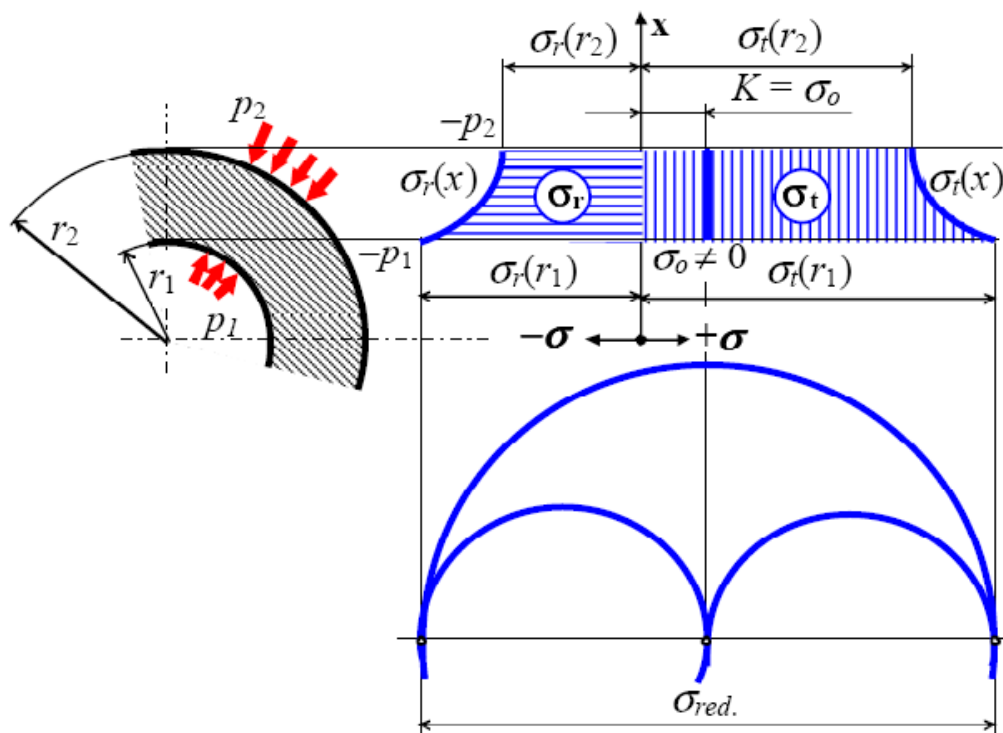 x
σr(r2)
σt(r2)
K = σo
p2
−p2
σr(x)
σr
σt
σt(x)
r2
r1
−p1
σo ≠ 0
σr(r1)
σt(r1)
p1
−σ
+σ
σred.